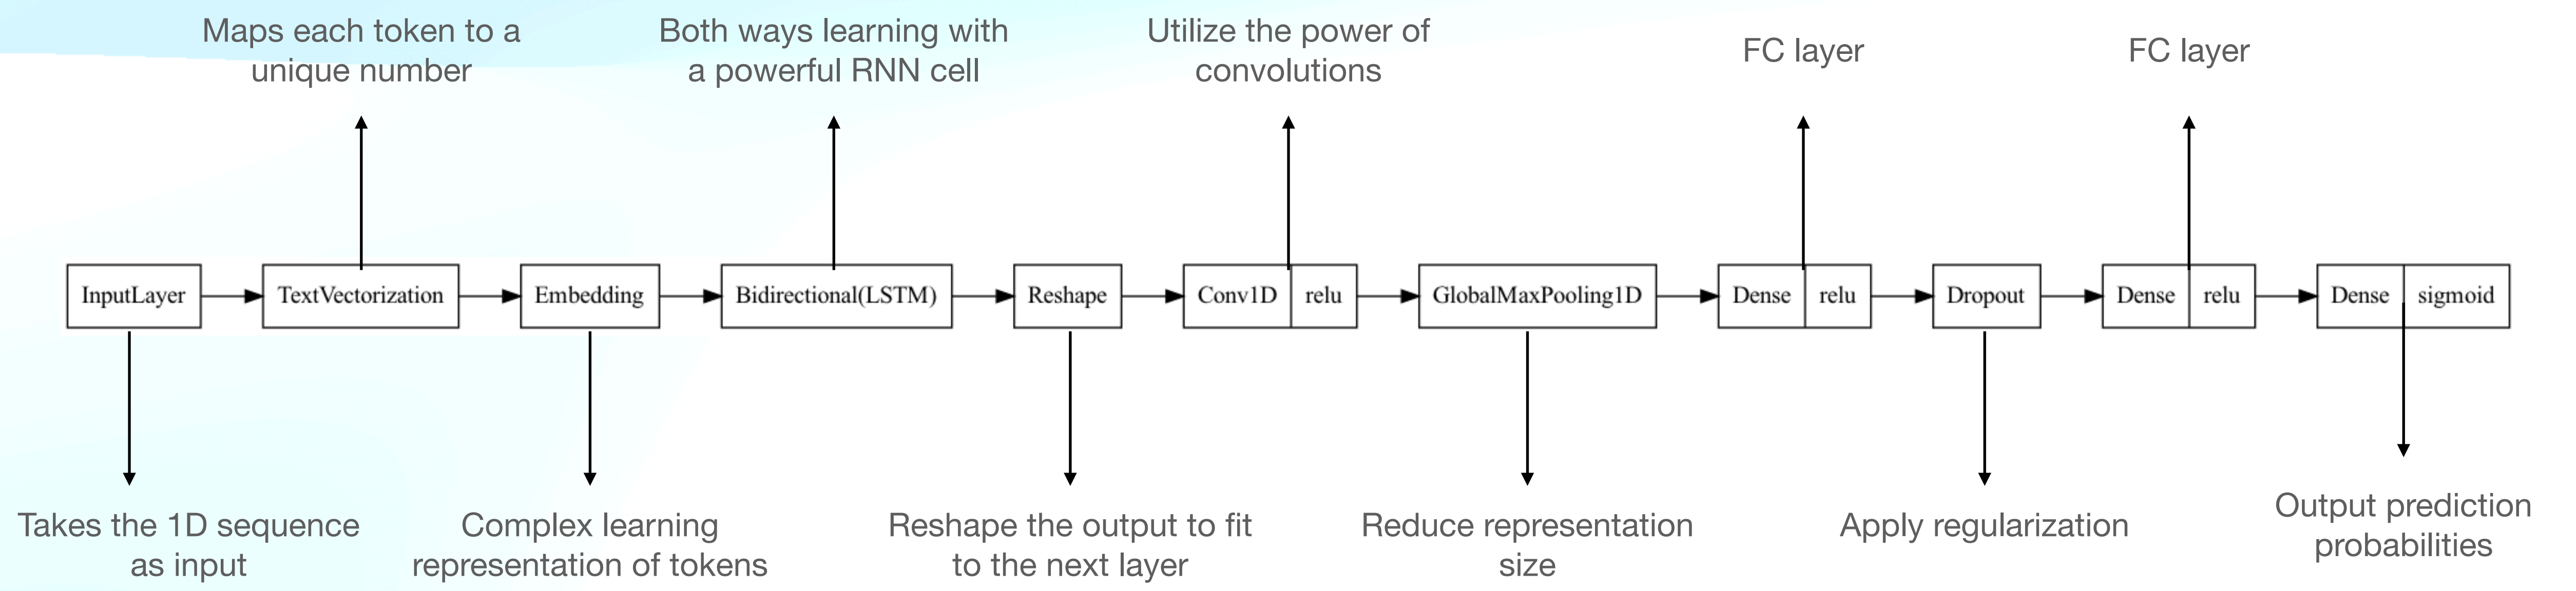 Maps each token to a
unique number
Both ways learning with
a powerful RNN cell
Utilize the power of
convolutions
FC layer
FC layer
InputLayer
TextVectorization
Embedding
Bidirectional(LSTM)
Reshape
Conv1D
relu
GlobalMaxPooling1D
Dense
relu
Dropout
Dense
relu
Dense
sigmoid
Takes the 1D sequence
as input
Complex learning
representation of tokens
Reshape the output to fit
to the next layer
Reduce representation
size
Apply regularization
Output prediction
probabilities